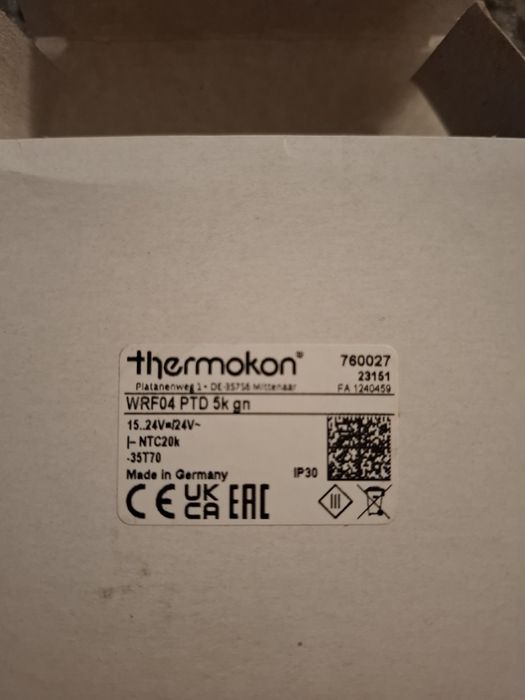 thermokon®
760027
Platanenweg 1 • DE-35756 Mittenaar
23151
FA 1240459
WRF04 PTD 5k gn
15..24V=/24V~
|- NTC20k
-35T70
Made in Germany
IP30
CE UK CA EAC
III